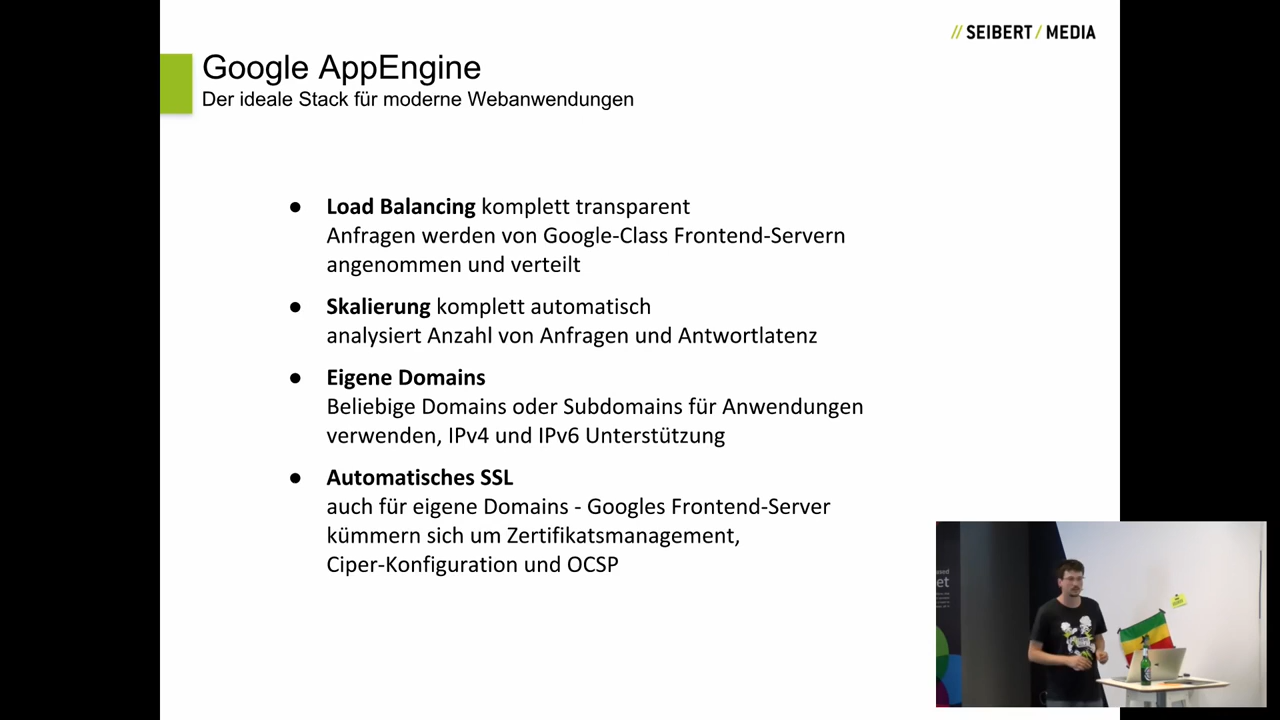 // SEIBERT / MEDIA
Google AppEngine
Der ideale Stack für moderne Webanwendungen
● Load Balancing komplett transparent
Anfragen werden von Google-Class Frontend-Servern
angenommen und verteilt
● Skalierung komplett automatisch
analysiert Anzahl von Anfragen und Antwortlatenz
● Eigene Domains
Beliebige Domains oder Subdomains für Anwendungen
verwenden, IPv4 und IPv6 Unterstützung
● Automatisches SSL
auch für eigene Domains - Googles Frontend-Server
kümmern sich um Zertifikatsmanagement,
Ciper-Konfiguration und OCSP